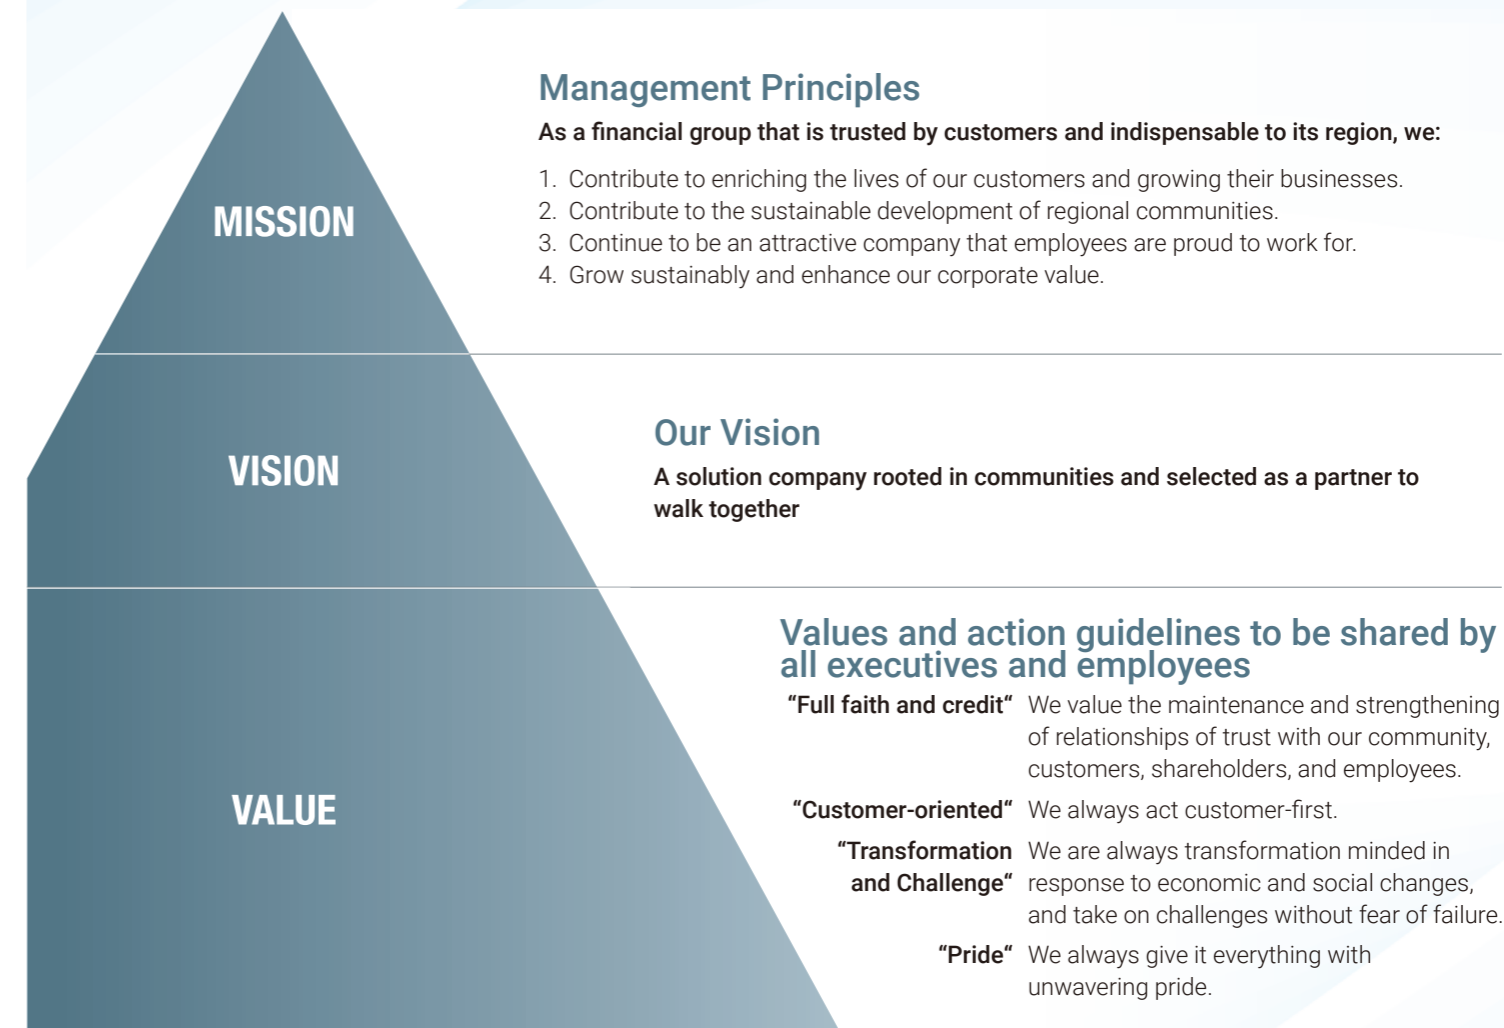 MISSION
Management Principles
As a financial group that is trusted by customers and indispensable to its region, we:
1. Contribute to enriching the lives of our customers and growing their businesses.
2. Contribute to the sustainable development of regional communities.
3. Continue to be an attractive company that employees are proud to work for.
4. Grow sustainably and enhance our corporate value.
VISION
Our Vision
A solution company rooted in communities and selected as a partner to
walk together
VALUE
Values and action guidelines to be shared by
all executives and employees
“Full faith and credit“ We value the maintenance and strengthening
of relationships of trust with our community,
customers, shareholders, and employees.
“Customer-oriented“ We always act customer-first.
“Transformation We are always transformation minded in
and Challenge“ response to economic and social changes,
and take on challenges without fear of failure.
“Pride“ We always give it everything with
unwavering pride.